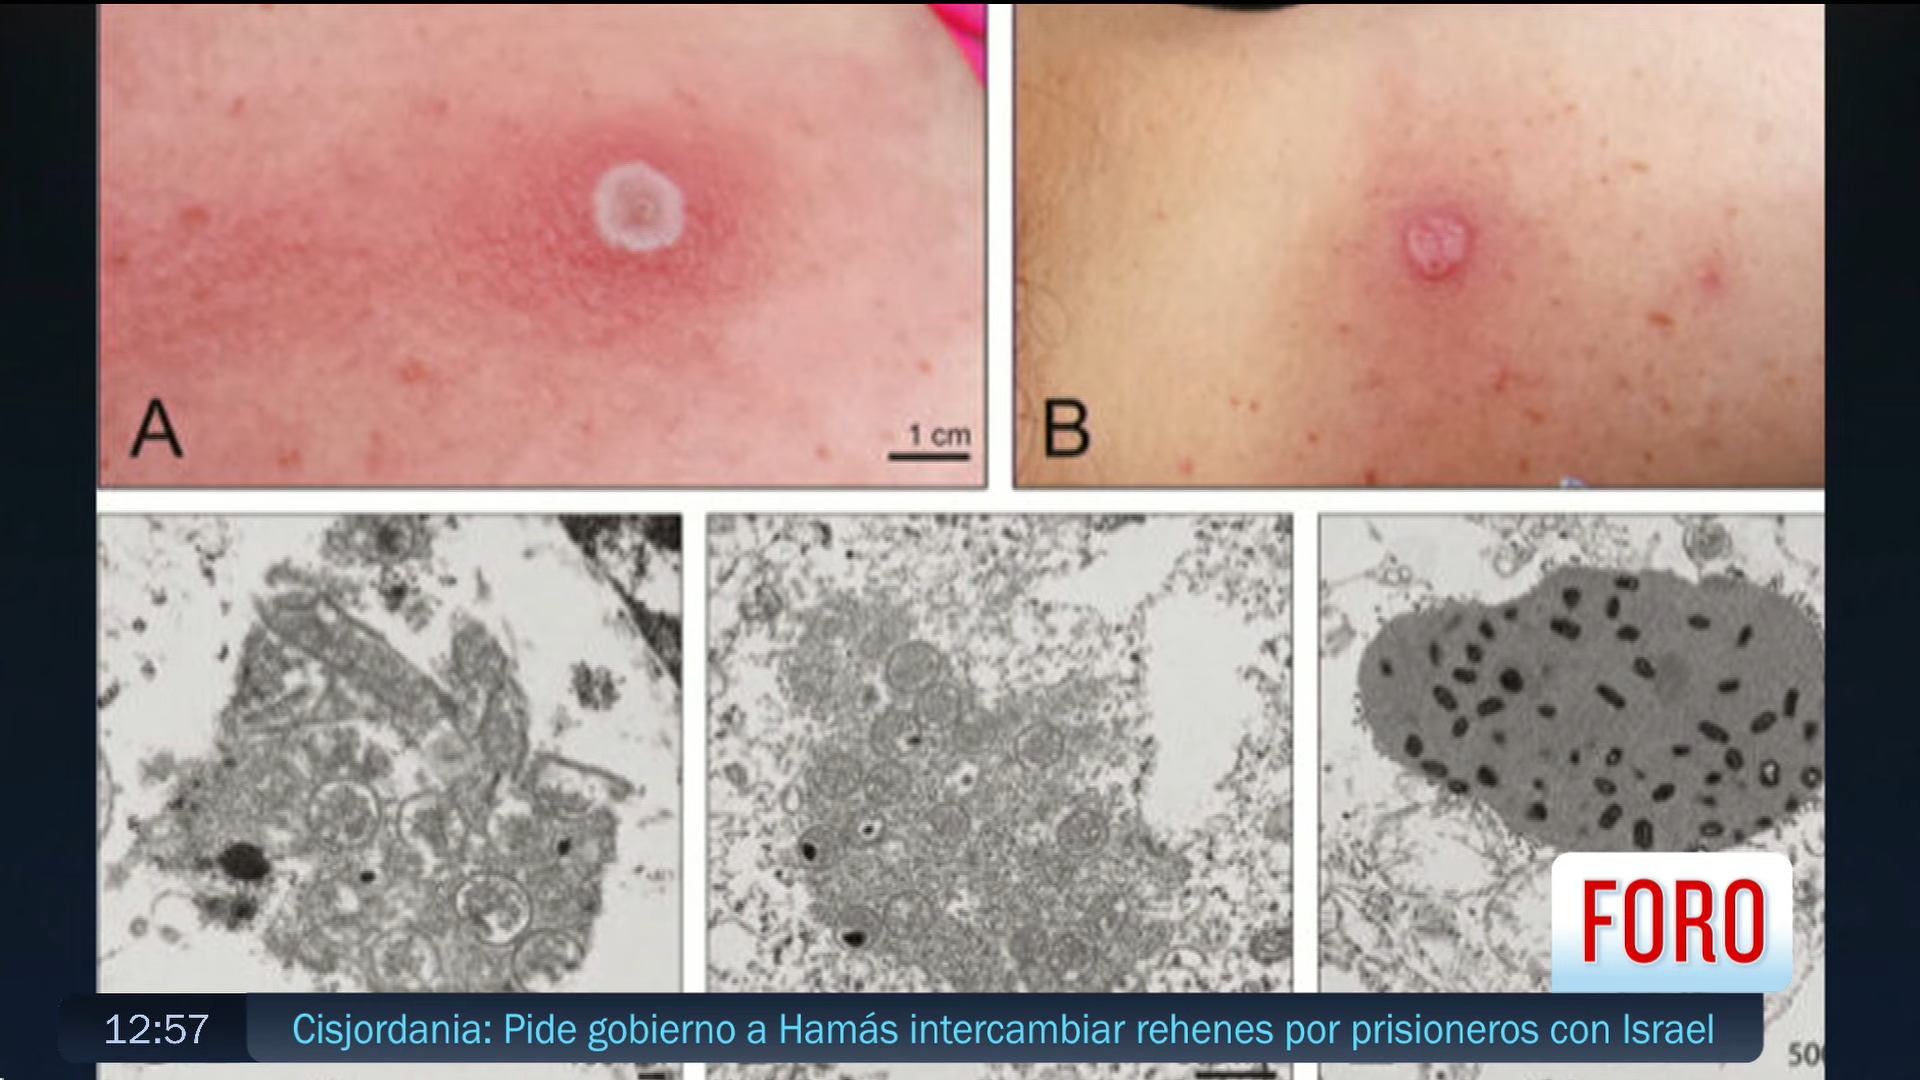 A
1 cm
B
FORO
12:57
Cisjordania: Pide gobierno a Hamás intercambiar rehenes por prisioneros con Israel